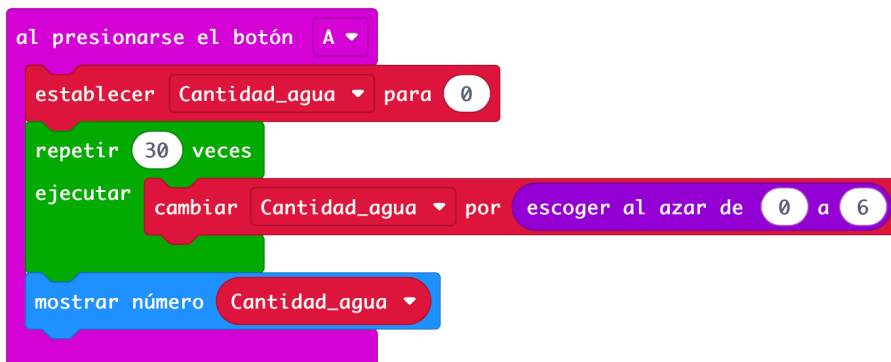 al presionarse el botón A
establecer Cantidad_agua para 0
repetir 30 veces
ejecutar cambiar Cantidad_agua por escoger al azar de 0 a 6
mostrar número Cantidad_agua